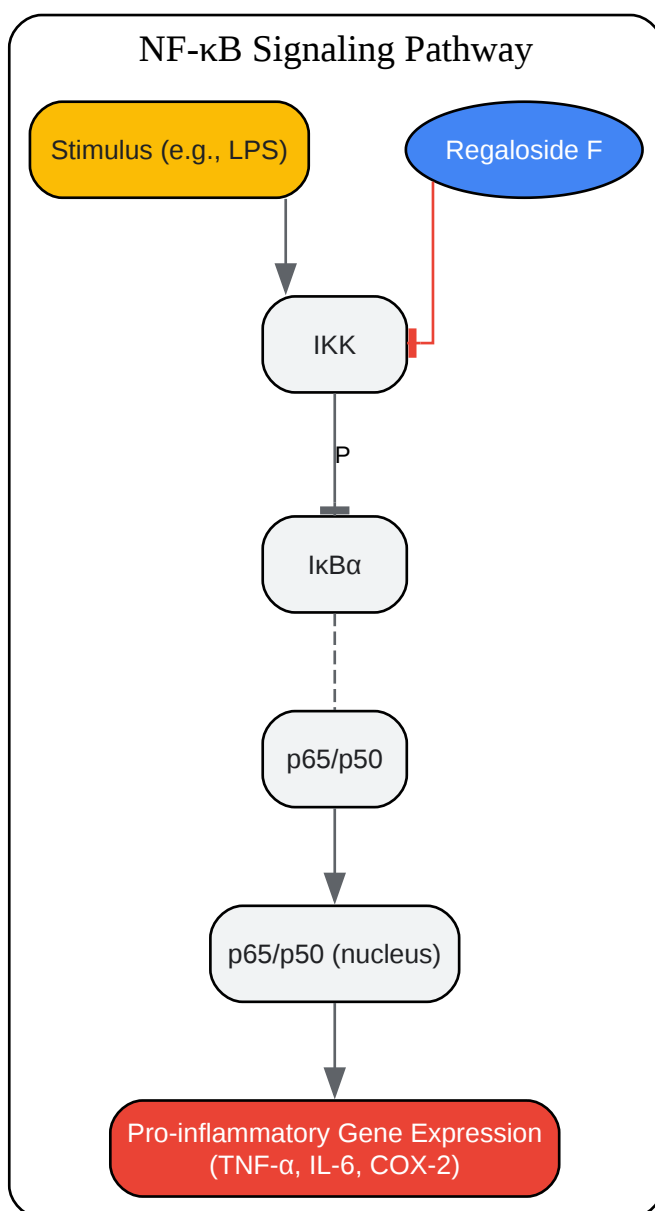 NF-κB Signaling Pathway
Stimulus (e.g., LPS)
Regaloside F
IKK
P
IκBα
p65/p50
p65/p50 (nucleus)
Pro-inflammatory Gene Expression
(TNF-α, IL-6, COX-2)